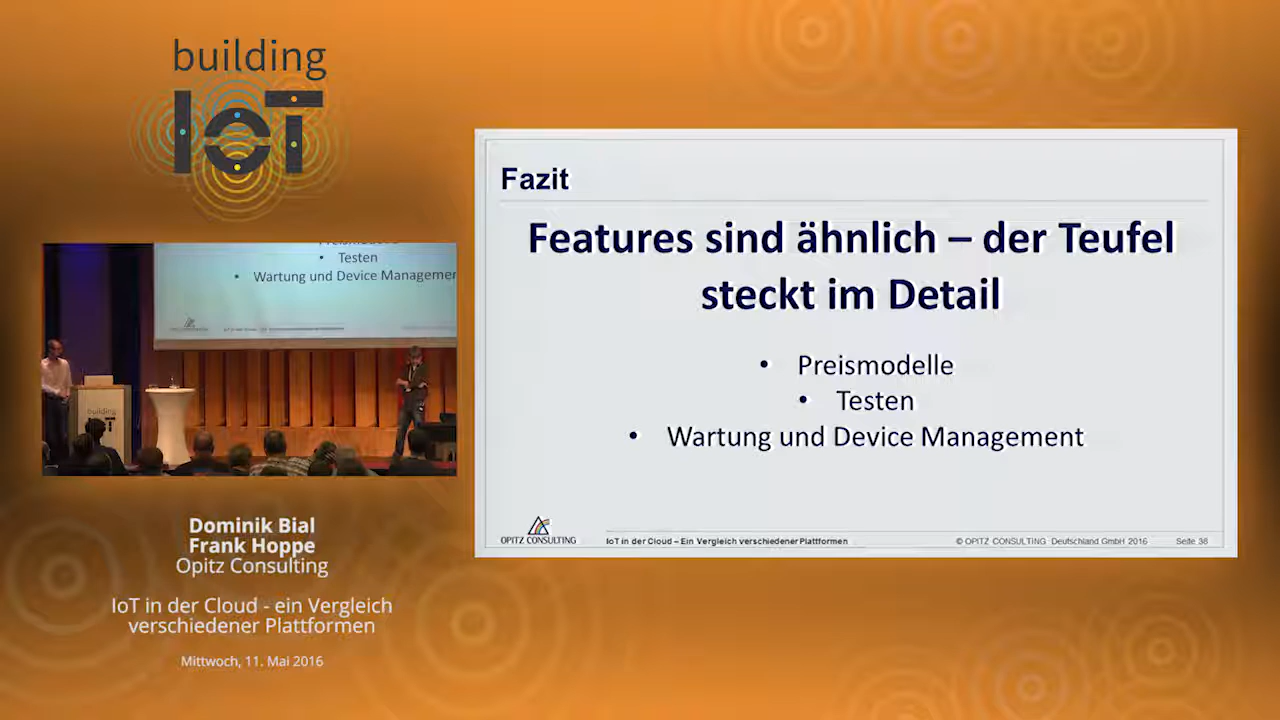 building
IoT
Testen
Wartung und Device Managemen
building
IoT
Dominik Bial
Frank Hoppe
Opitz Consulting
IoT in der Cloud - ein Vergleich
verschiedener Plattformen
Mittwoch, 11. Mai 2016
Fazit
Features sind ähnlich – der Teufel
steckt im Detail
• Preismodelle
• Testen
• Wartung und Device Management
OPITZ CONSULTING
IoT in der Cloud – Ein Vergleich verschiedener Plattformen
© OPITZ CONSULTING Deutschland GmbH 2016
Seite 38